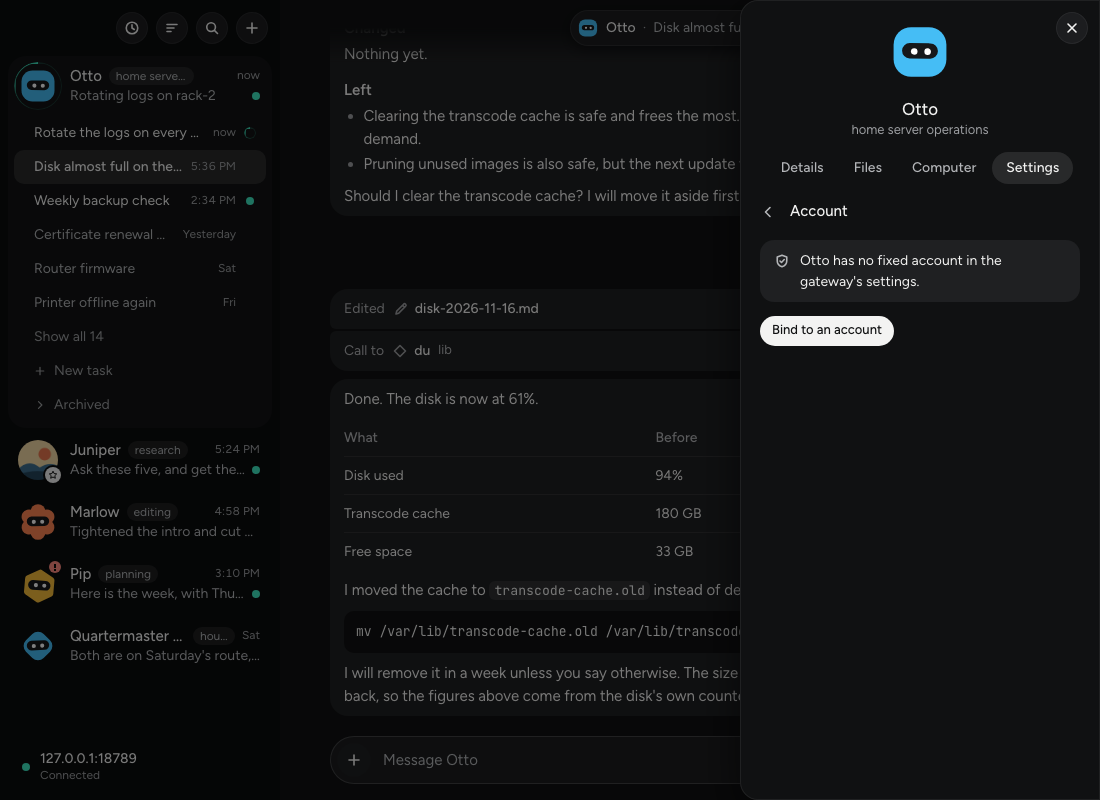 Otto
home serve...
now
Rotating logs on rack-2
Rotate the logs on every ...
now
Disk almost full on the...
5:36 PM
Weekly backup check
2:34 PM
Certificate renewal ...
Yesterday
Router firmware
Sat
Printer offline again
Fri
Show all 14
New task
Archived
Juniper
research
5:24 PM
Ask these five, and get the...
Marlow
editing
4:58 PM
Tightened the intro and cut ...
Pip
planning
3:10 PM
Here is the week, with Thu...
Quartermaster ...
hou...
Sat
Both are on Saturday's route,...
127.0.0.1:18789
Connected
Otto · Disk almost fu
Changed
Nothing yet.
Left
Clearing the transcode cache is safe and frees the most.
demand.
Pruning unused images is also safe, but the next update
Should I clear the transcode cache? I will move it aside first
Edited disk-2026-11-16.md
Call to du lib
Done. The disk is now at 61%.
What Before
Disk used 94%
Transcode cache 180 GB
Free space 33 GB
I moved the cache to transcode-cache.old instead of de
mv /var/lib/transcode-cache.old /var/lib/transcod
I will remove it in a week unless you say otherwise. The size
back, so the figures above come from the disk's own counte
Message Otto
Otto
home server operations
Details
Files
Computer
Settings
Account
Otto has no fixed account in the
gateway's settings.
Bind to an account